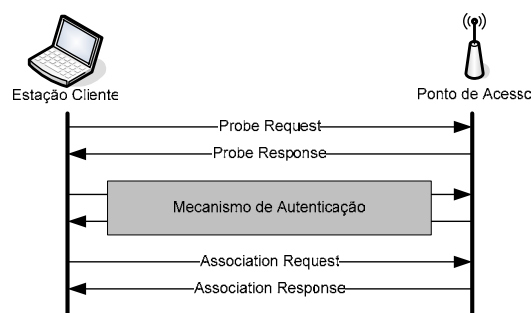 Estação Cliente
Ponto de Acesso
Probe Request
Probe Response
Mecanismo de Autenticação
Association Request
Association Response